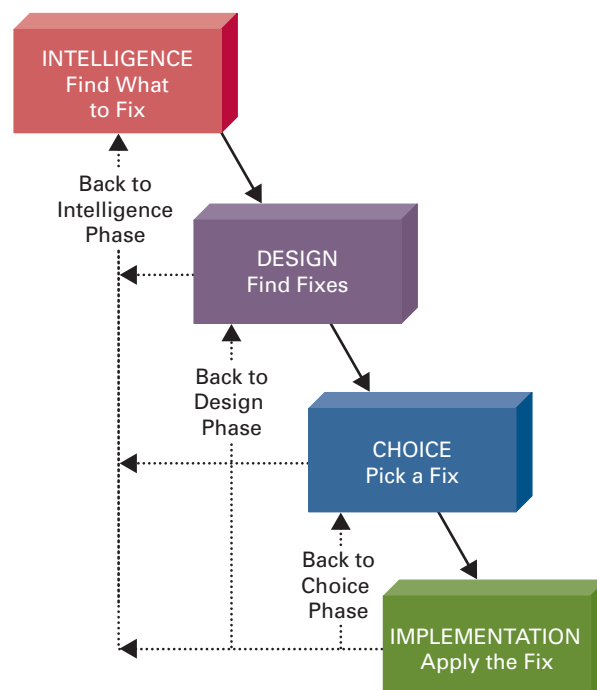 INTELLIGENCE
Find What
to Fix
Back to
Intelligence
Phase
DESIGN
Find Fixes
Back to
Design
Phase
CHOICE
Pick a Fix
Back to
Choice
Phase
IMPLEMENTATION
Apply the Fix